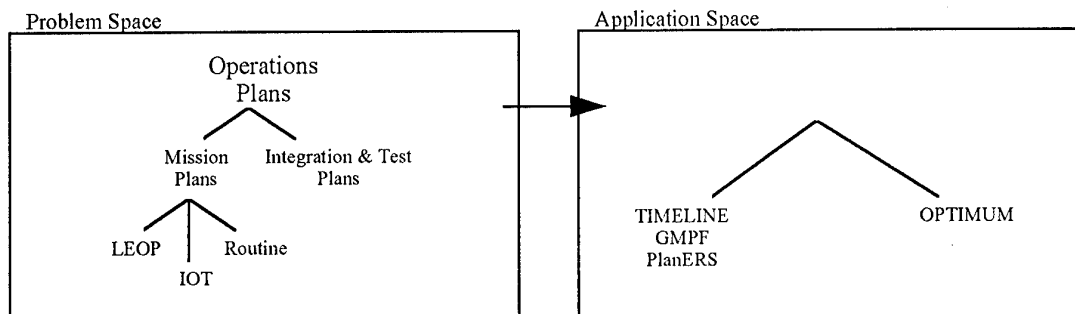 Problem Space
Application Space
Operations
Plans
Mission
Plans
Integration & Test
Plans
LEOP
Routine
IOT
TIMELINE
GMPF
PlanERS
OPTIMUM